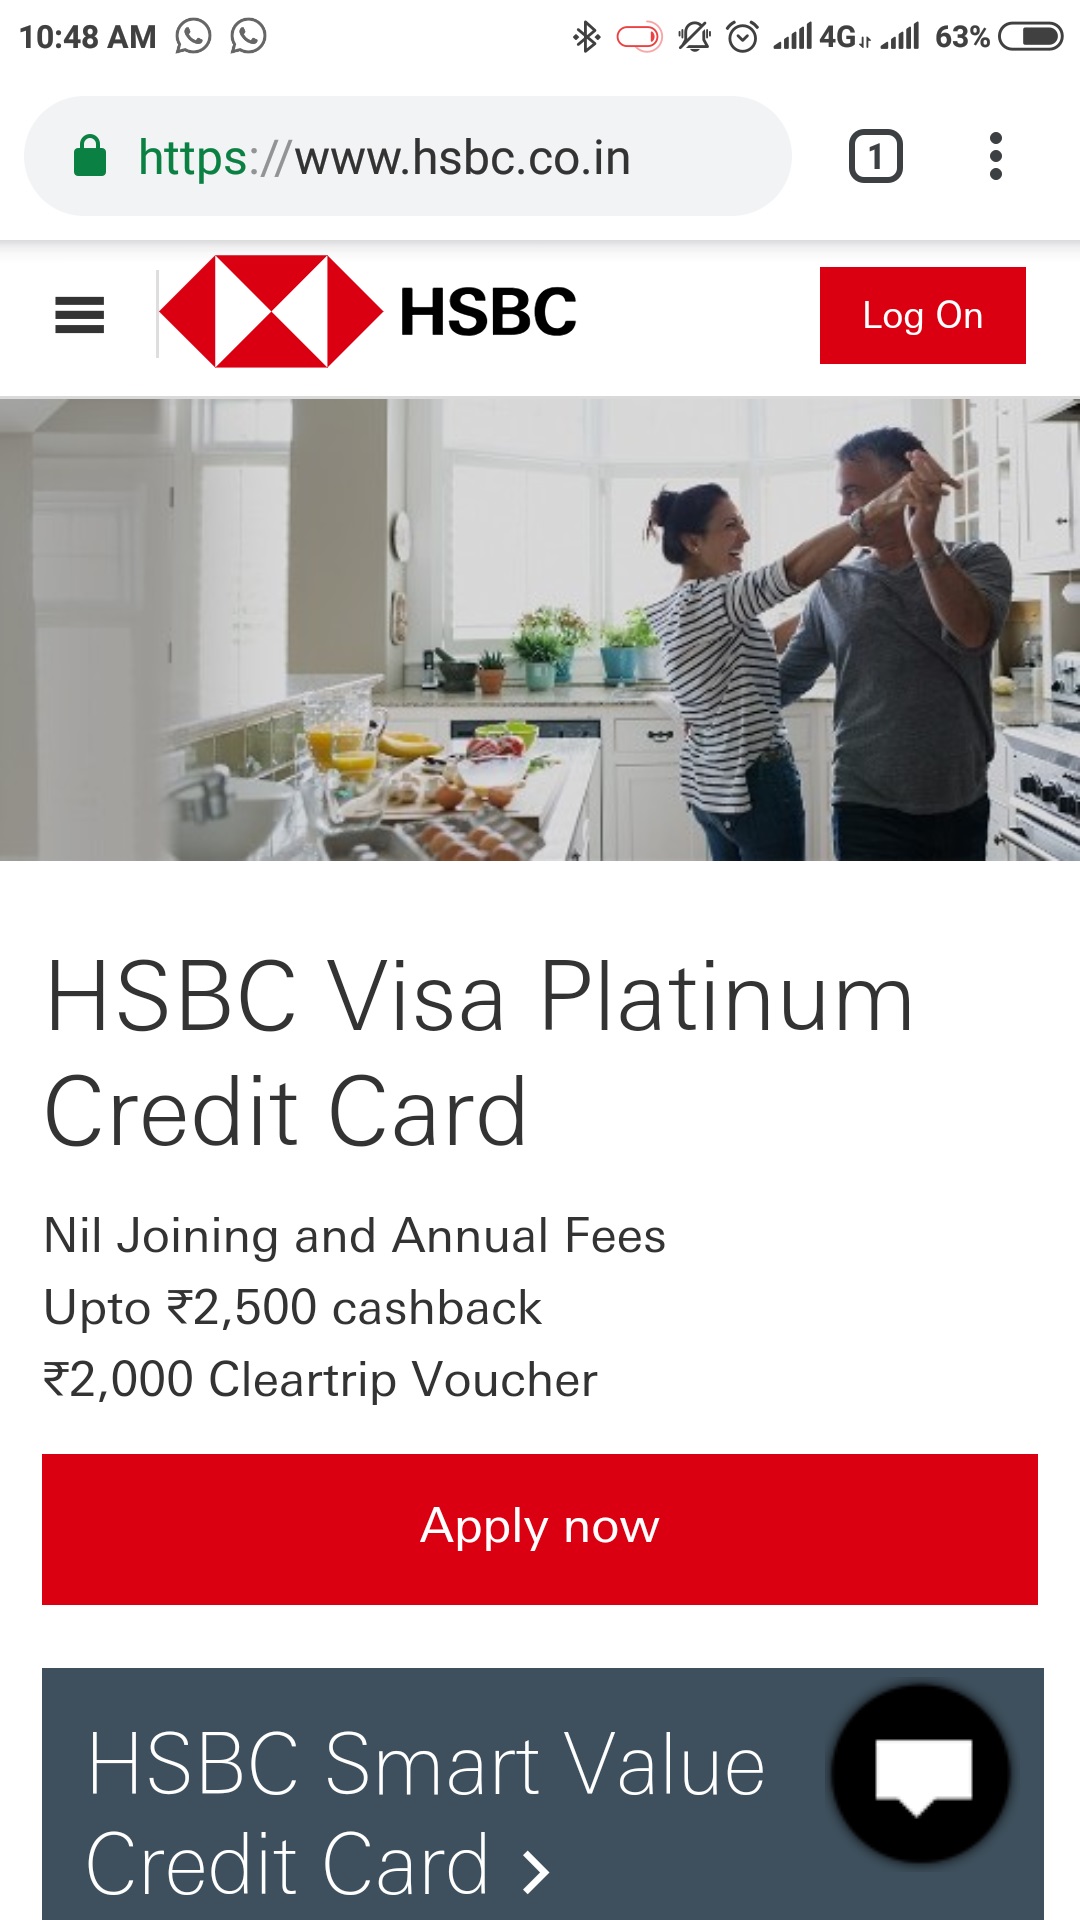 10:48 AM 4G 63%
https://www.hsbc.co.in 1
HSBC Log On
HSBC Visa Platinum
Credit Card
Nil Joining and Annual Fees
Upto ₹2,500 cashback
₹2,000 Cleartrip Voucher
Apply now
HSBC Smart Value
Credit Card >